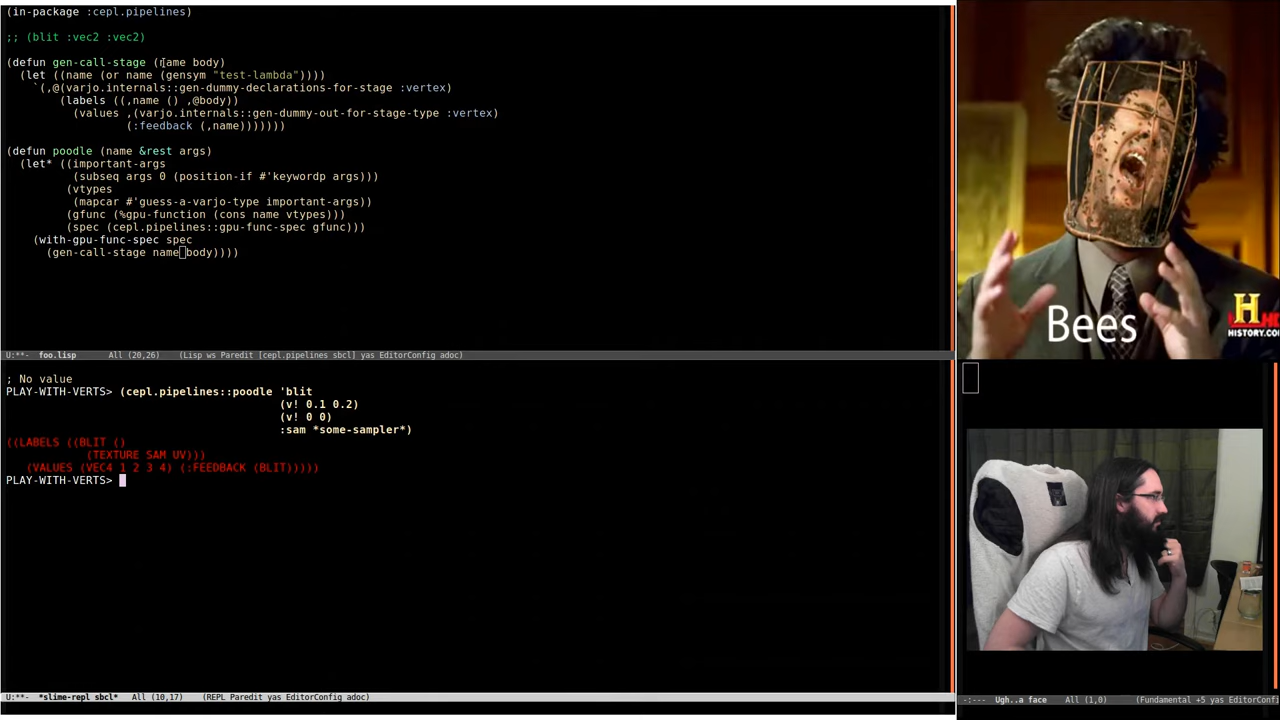 (in-package :cepl.pipelines)
;; (blit :vec2 :vec2)
(defun gen-call-stage (name body)
(let ((name (or name (gensym "test-lambda"))))
`(,@(varjo.internals::gen-dummy-declarations-for-stage :vertex)
(labels ((,name () ,@body))
(values ,(varjo.internals::gen-dummy-out-for-stage-type :vertex)
(:feedback (,name)))))))
(defun poodle (name &rest args)
(let* ((important-args
(subseq args 0 (position-if #'keywordp args)))
(vtypes
(mapcar #'guess-a-varjo-type important-args))
(gfunc (%gpu-function (cons name vtypes)))
(spec (cepl.pipelines::gpu-func-spec gfunc)))
(with-gpu-func-spec spec
(gen-call-stage name body))))
U:**- foo.lisp All (20,26) (Lisp ws Paredit [cepl.pipelines sbcl] yas EditorConfig adoc)
; No value
PLAY-WITH-VERTS> (cepl.pipelines::poodle 'blit
(v! 0.1 0.2)
(v! 0 0)
:sam *some-sampler*)
((LABELS ((BLIT ()
(TEXTURE SAM UV)))
(VALUES (VEC4 1 2 3 4) (:FEEDBACK (BLIT)))))
PLAY-WITH-VERTS>
U:**- *slime-repl sbcl* All (10,17) (REPL Paredit yas EditorConfig adoc)
Bees
H
HISTORY.CO
-:--- Ugh..a face All (1,0) (Fundamental +5 yas EditorConfi